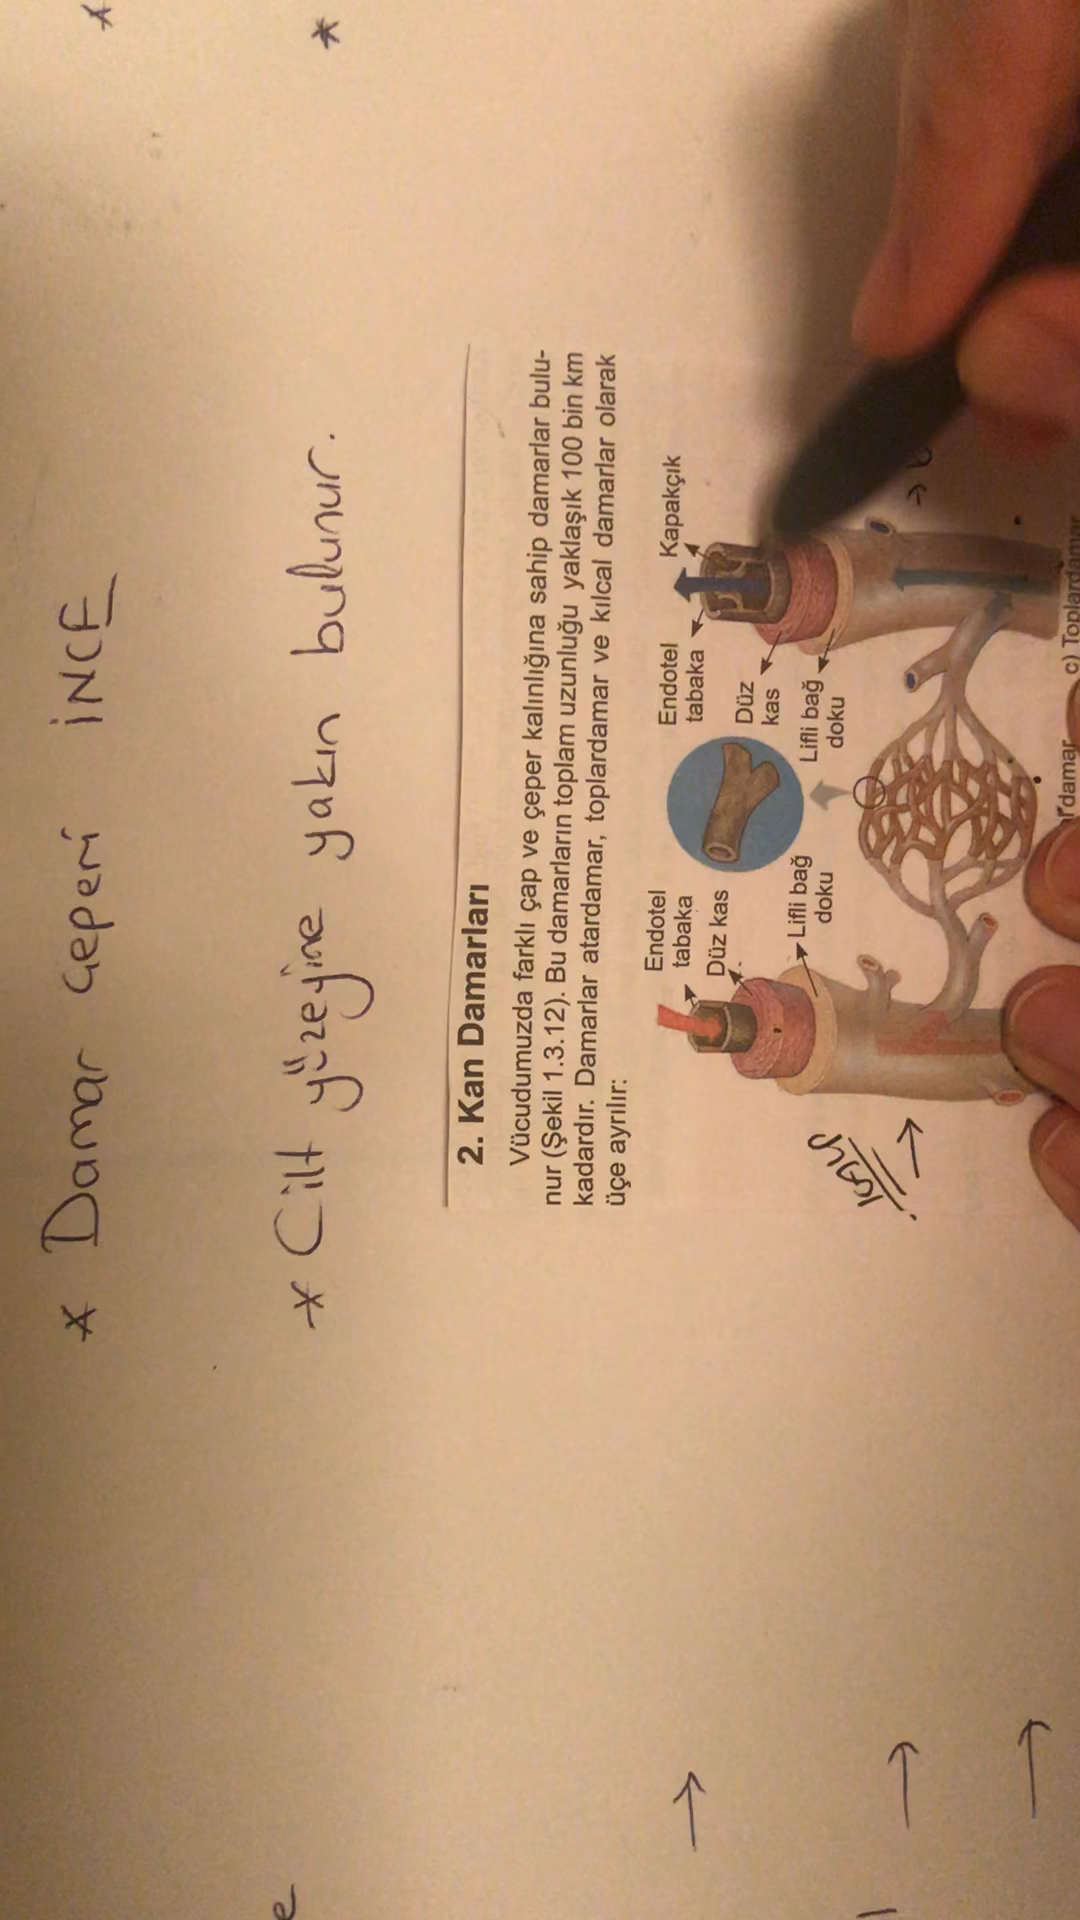 * Damar çeperi İNCE
* Cilt yüzeyine yakın bulunur.
*
2. Kan Damarları
Vücudumuzda farklı çap ve çeper kalınlığına sahip damarlar bulu-
nur (Şekil 1.3.12). Bu damarların toplam uzunluğu yaklaşık 100 bin km
kadardır. Damarlar atardamar, toplardamar ve kılcal damarlar olarak
üçe ayrılır:
Endotel
tabaka
Düz kas
Lifli bağ
doku
Endotel
tabaka
Kapakçık
Düz
kas
Lifli bağ
doku
c) Toplardamar